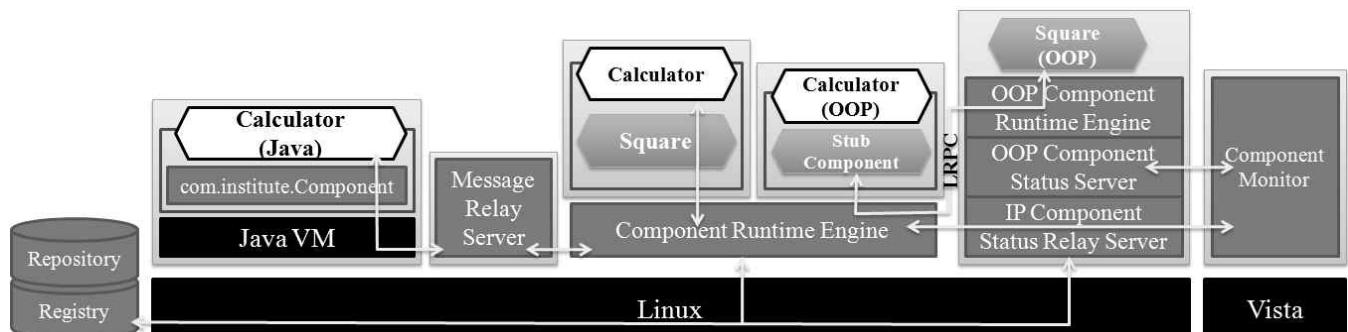 Repository
Registry
Calculator
(Java)
com.institute.Component
Java VM
Message
Relay
Server
Calculator
Square
Calculator
(OOP)
Stub
Component
Component Runtime Engine
LRPC
Square
(OOP)
OOP Component
Runtime Engine
OOP Component
Status Server
IP Component
Status Relay Server
Component
Monitor
Linux
Vista